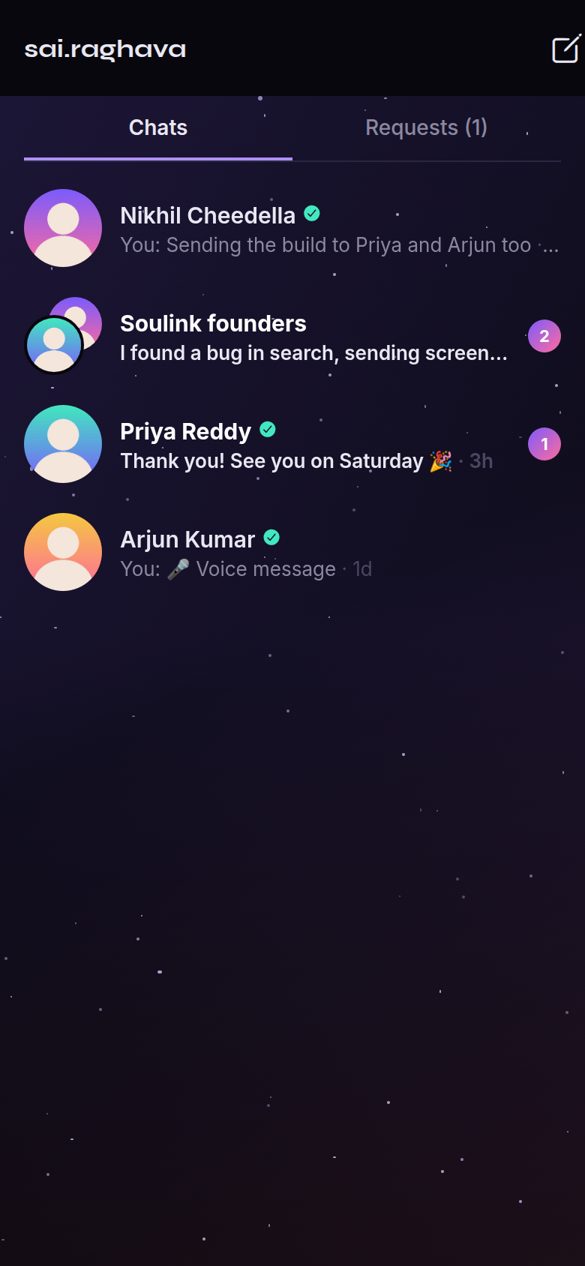 sai.raghava
Chats
Requests (1)
Nikhil Cheedella
You: Sending the build to Priya and Arjun too ·...
Soulink founders
I found a bug in search, sending screen...
2
Priya Reddy
Thank you! See you on Saturday 🎉 · 3h
1
Arjun Kumar
You: 🎤 Voice message · 1d